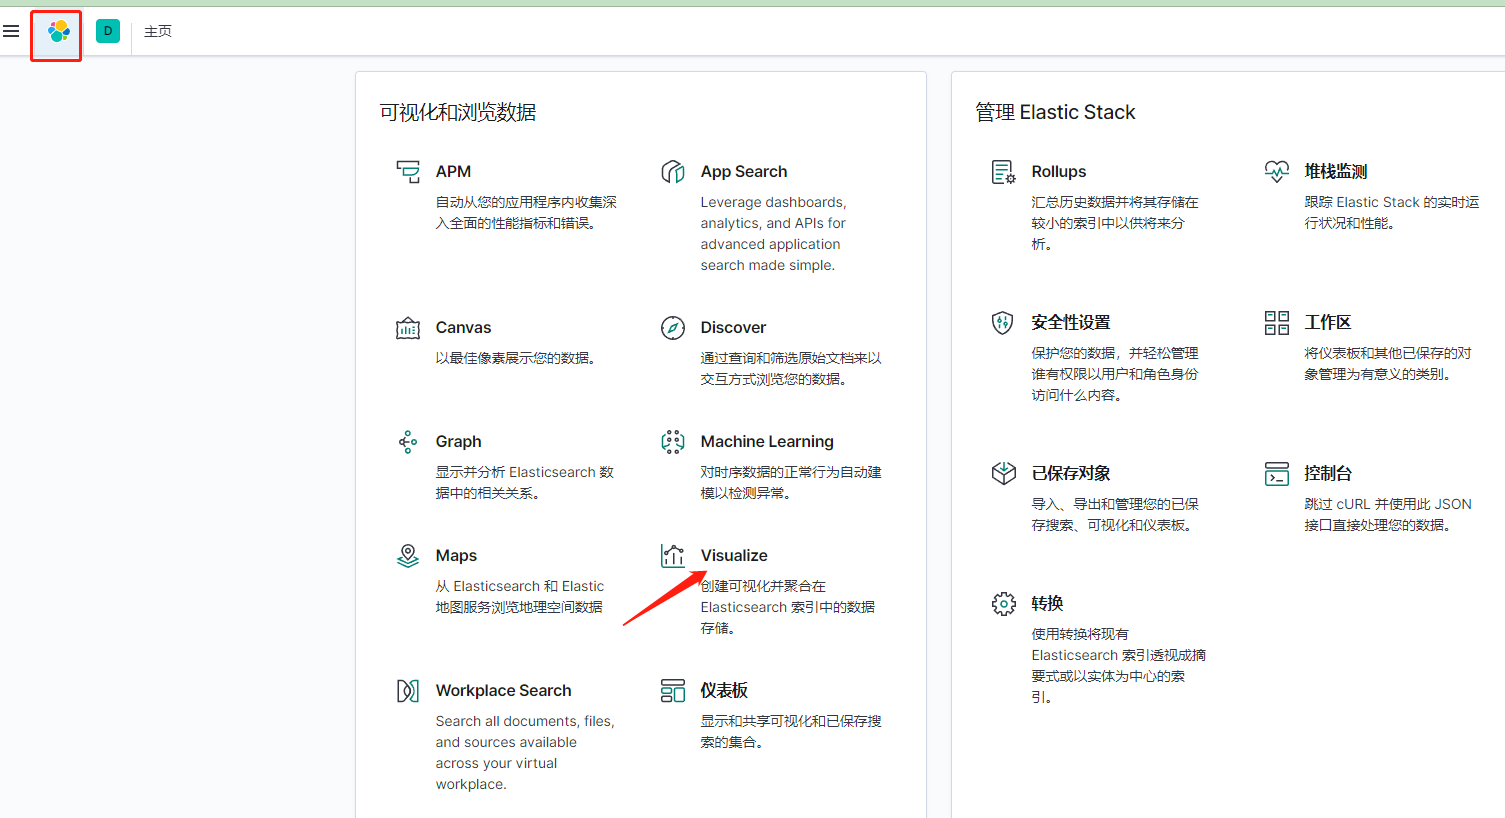 D
主页
可视化和浏览数据
APM
自动从您的应用程序内收集深
入全面的性能指标和错误。
App Search
Leverage dashboards,
analytics, and APIs for
advanced application
search made simple.
Canvas
以最佳像素展示您的数据。
Discover
通过查询和筛选原始文档来以
交互方式浏览您的数据。
Graph
显示并分析 Elasticsearch 数
据中的相关关系。
Machine Learning
对时序数据的正常行为自动建
模以检测异常。
Maps
从 Elasticsearch 和 Elastic
地图服务浏览地理空间数据
Visualize
创建可视化并聚合在
Elasticsearch 索引中的数据
存储。
Workplace Search
Search all documents, files,
and sources available
across your virtual
workplace.
仪表板
显示和共享可视化和已保存搜
索的集合。
管理 Elastic Stack
Rollups
汇总历史数据并将其存储在
较小的索引中以供将来分
析。
堆栈监测
跟踪 Elastic Stack 的实时运
行状况和性能。
安全性设置
保护您的数据，并轻松管理
谁有权限以用户和角色身份
访问什么内容。
工作区
将仪表板和其他已保存的对
象管理为有意义的类别。
已保存对象
导入、导出和管理您的已保
存搜索、可视化和仪表板。
控制台
跳过 cURL 并使用此 JSON
接口直接处理您的数据。
转换
使用转换将现有
Elasticsearch 索引透视成摘
要式或以实体为中心的索
引。